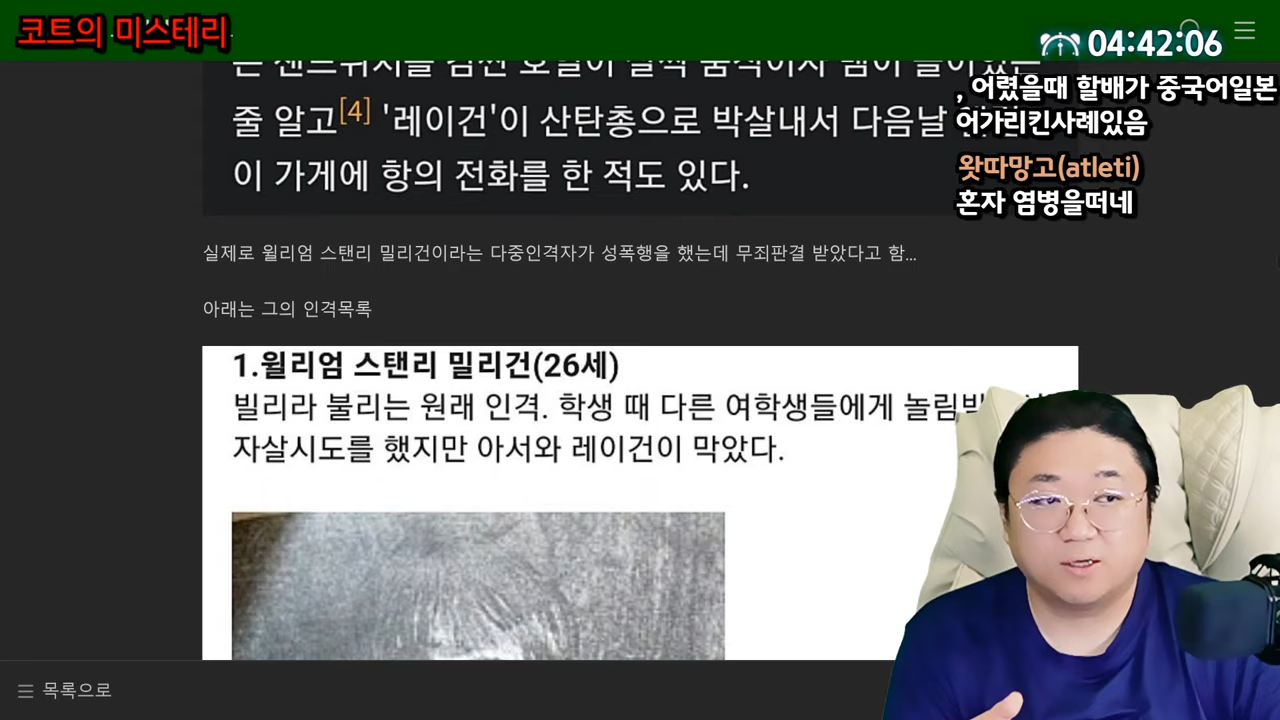 코트의 미스테리
04:42:06
, 어렸을때 할배가 중국어일본
어가리킨사례있음
왓따망고(atleti)
혼자 염병을떠네
줄 알고[4] '레이건'이 산탄총으로 박살내서 다음날
이 가게에 항의 전화를 한 적도 있다.
실제로 윌리엄 스탠리 밀리건이라는 다중인격자가 성폭행을 했는데 무죄판결 받았다고 함...
아래는 그의 인격목록
1.윌리엄 스탠리 밀리건(26세)
빌리라 불리는 원래 인격. 학생 때 다른 여학생들에게
자살시도를 했지만 아서와 레이건이 막았다.
목록으로